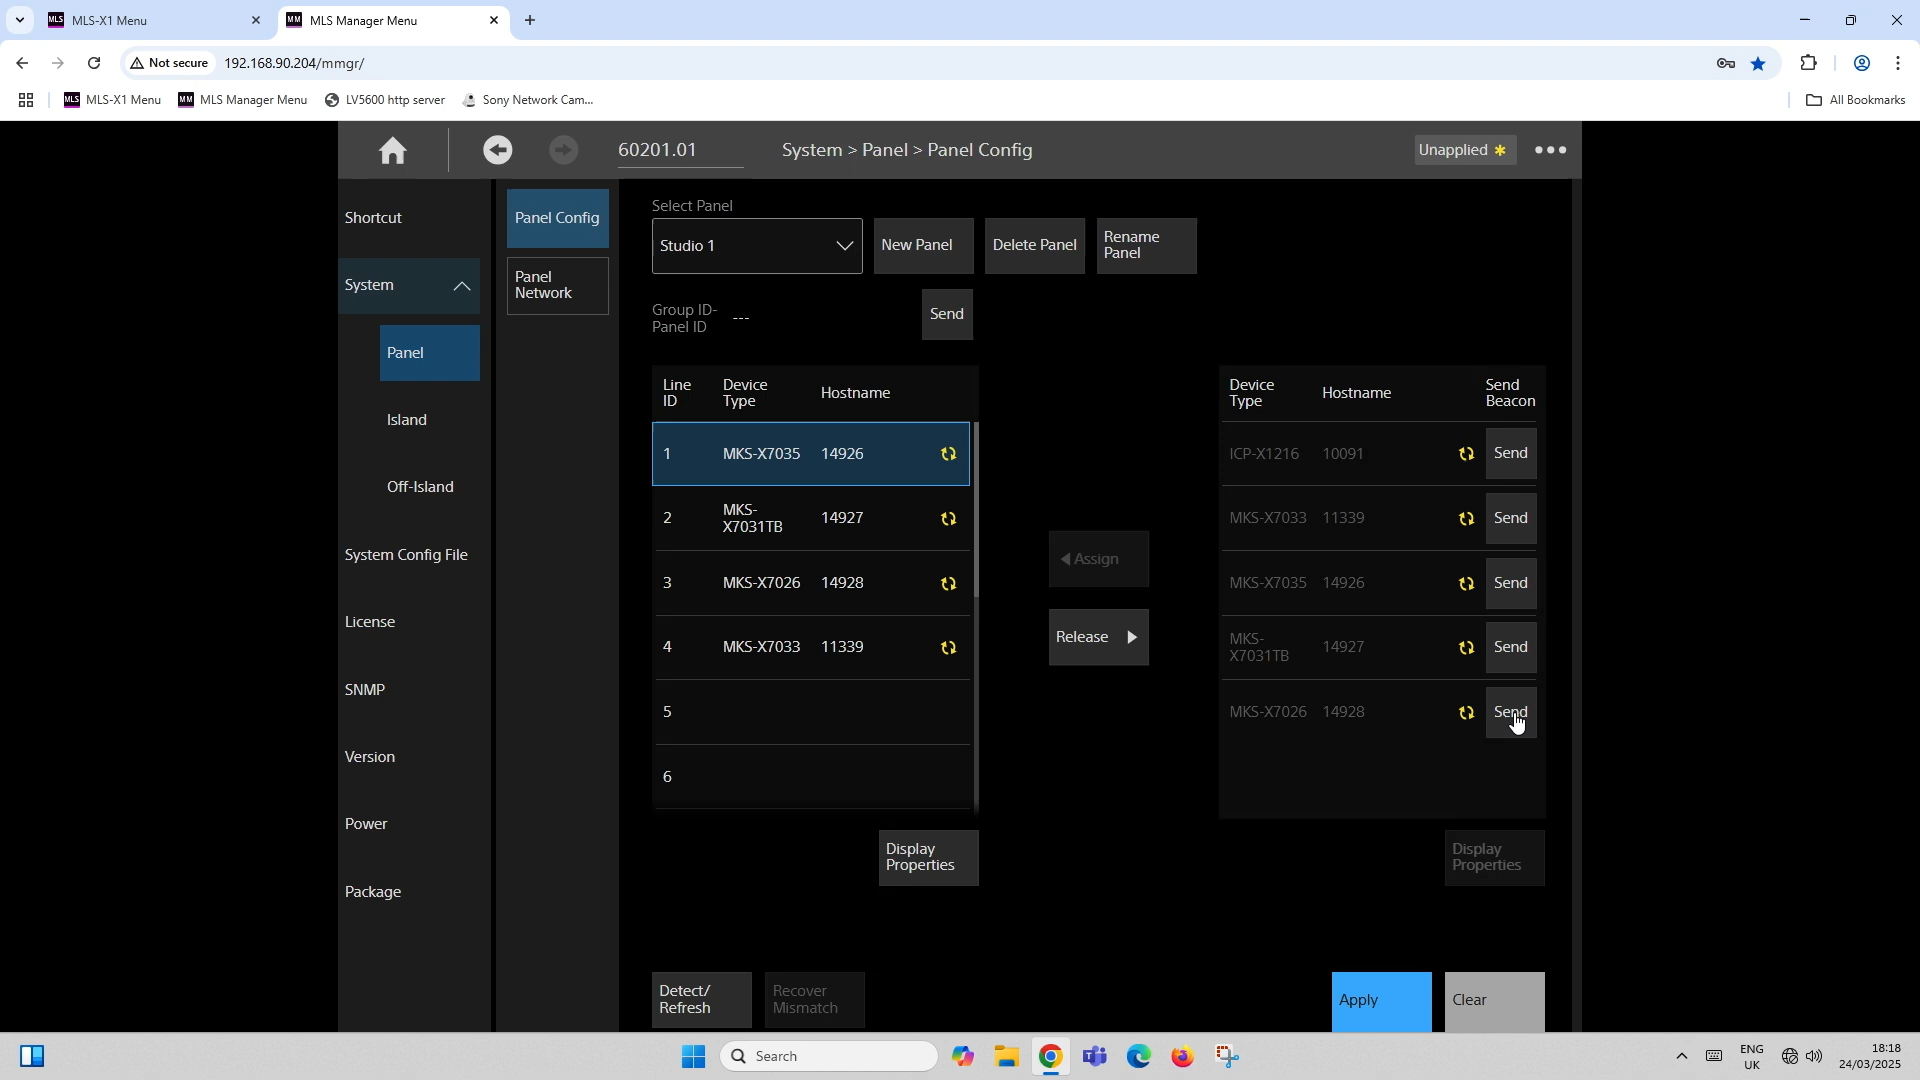 MLS MLS-X1 Menu
MM MLS Manager Menu
Not secure 192.168.90.204/mmgr/
MLS MLS-X1 Menu MM MLS Manager Menu LV5600 http server Sony Network Cam... All Bookmarks
60201.01 System > Panel > Panel Config Unapplied *
Shortcut
System
Panel
Island
Off-Island
System Config File
License
SNMP
Version
Power
Package
Panel Config
Panel
Network
Select Panel
Studio 1
New Panel
Delete Panel
Rename
Panel
Group ID-
Panel ID
---
Send
Line
ID
Device
Type
Hostname
1 MKS-X7035 14926
2 MKS-
X7031TB 14927
3 MKS-X7026 14928
4 MKS-X7033 11339
5
6
Display
Properties
Assign
Release
Device
Type
Hostname
Send
Beacon
ICP-X1216 10091 Send
MKS-X7033 11339 Send
MKS-X7035 14926 Send
MKS-
X7031TB 14927 Send
MKS-X7026 14928 Send
Display
Properties
Detect/
Refresh
Recover
Mismatch
Apply
Clear
Search
ENG
UK
18:18
24/03/2025